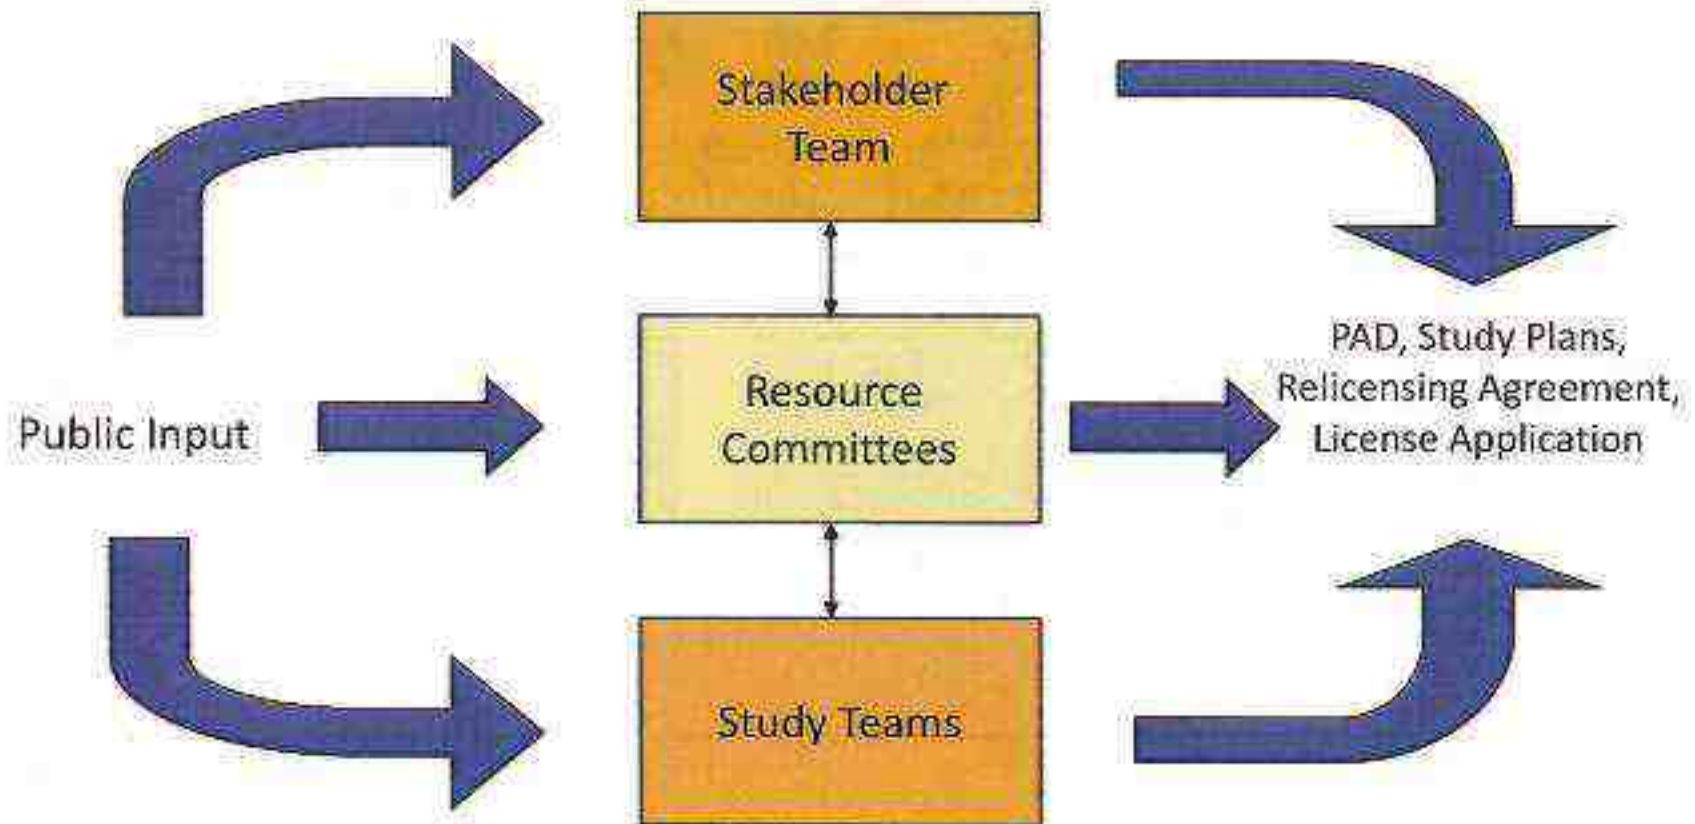 Stakeholder
Team
Public Input
Resource
Committees
PAD, Study Plans,
Relicensing Agreement,
License Application
Study Teams